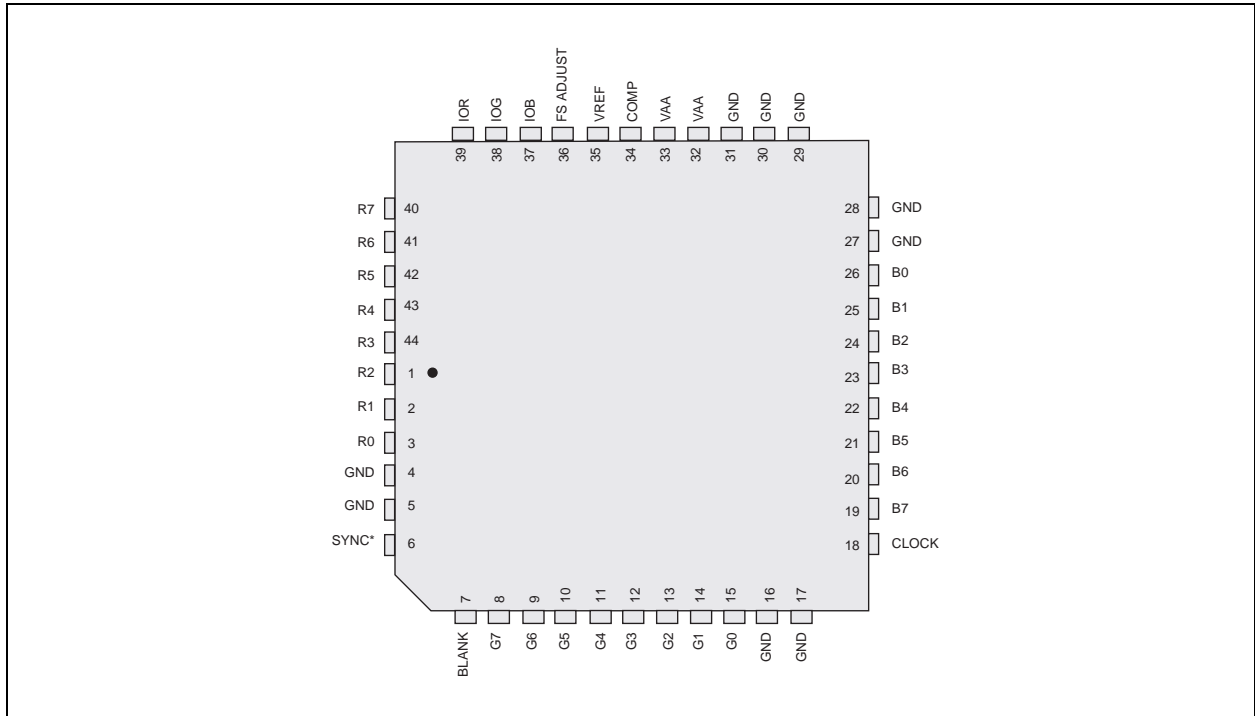 IOR
IOG
IOB
FS ADJUST
VREF
COMP
VAA
VAA
GND
GND
GND
39
38
37
36
35
34
33
32
31
30
29
R7 40
R6 41
R5 42
R4 43
R3 44
R2 1
R1 2
R0 3
GND 4
GND 5
SYNC* 6
28 GND
27 GND
26 B0
25 B1
24 B2
23 B3
22 B4
21 B5
20 B6
19 B7
18 CLOCK
7
8
9
10
11
12
13
14
15
16
17
BLANK
G7
G6
G5
G4
G3
G2
G1
G0
GND
GND